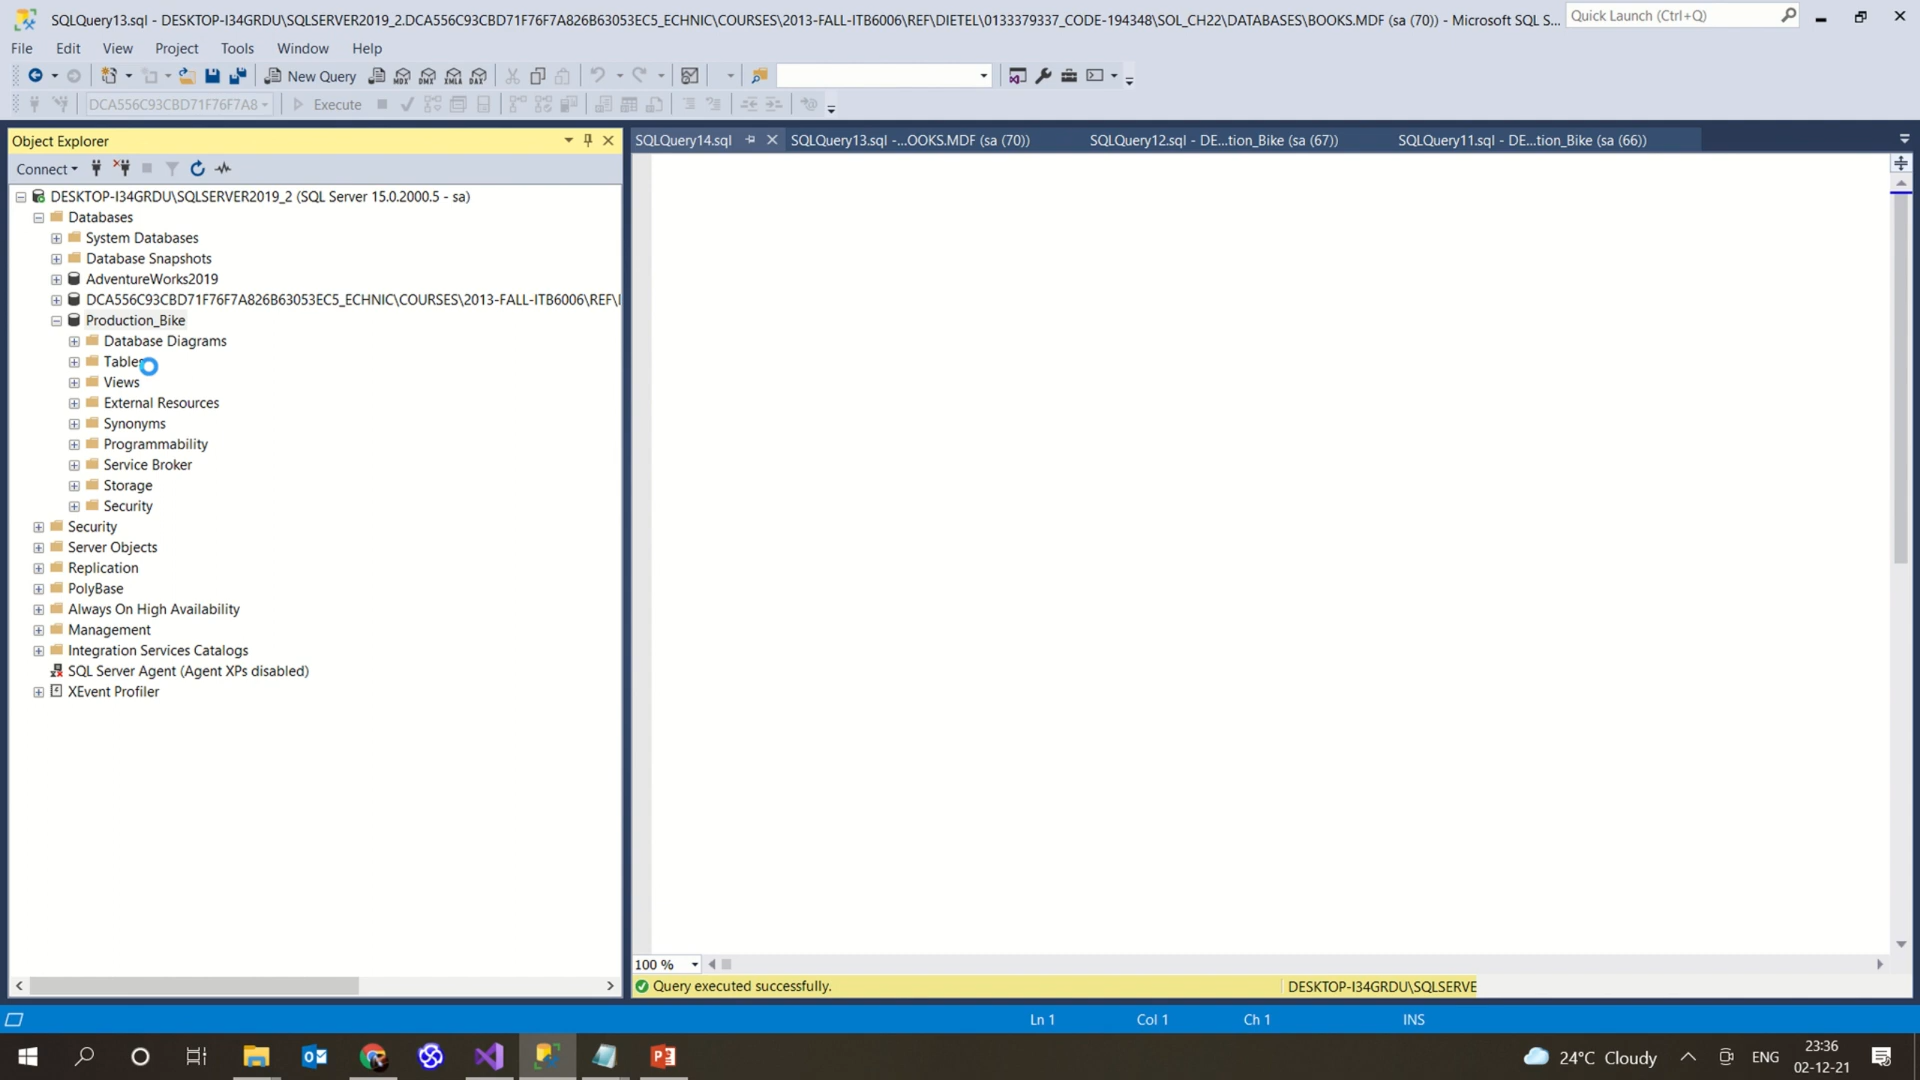 SQLQuery13.sql - DESKTOP-I34GRDU\SQLSERVER2019_2.DCA556C93CBD71F76F7A826B63053EC5_ECHNIC\COURSES\2013-FALL-ITB6006\REF\DIETEL\0133379337_CODE-194348\SOL_CH22\DATABASES\BOOKS.MDF (sa (70)) - Microsoft SQL S...
Quick Launch (Ctrl+Q)
File Edit View Project Tools Window Help
New Query
MDX DMX XMLA DAX
DCA556C93CBD71F76F7A8 Execute
Object Explorer
SQLQuery14.sql SQLQuery13.sql -...OOKS.MDF (sa (70)) SQLQuery12.sql - DE...tion_Bike (sa (67)) SQLQuery11.sql - DE...tion_Bike (sa (66))
Connect
DESKTOP-I34GRDU\SQLSERVER2019_2 (SQL Server 15.0.2000.5 - sa)
Databases
System Databases
Database Snapshots
AdventureWorks2019
DCA556C93CBD71F76F7A826B63053EC5_ECHNIC\COURSES\2013-FALL-ITB6006\REF\
Production_Bike
Database Diagrams
Tables
Views
External Resources
Synonyms
Programmability
Service Broker
Storage
Security
Security
Server Objects
Replication
PolyBase
Always On High Availability
Management
Integration Services Catalogs
SQL Server Agent (Agent XPs disabled)
XEvent Profiler
100 %
Query executed successfully. DESKTOP-I34GRDU\SQLSERVE
Ln 1 Col 1 Ch 1 INS
24°C Cloudy ENG 23:36
02-12-21